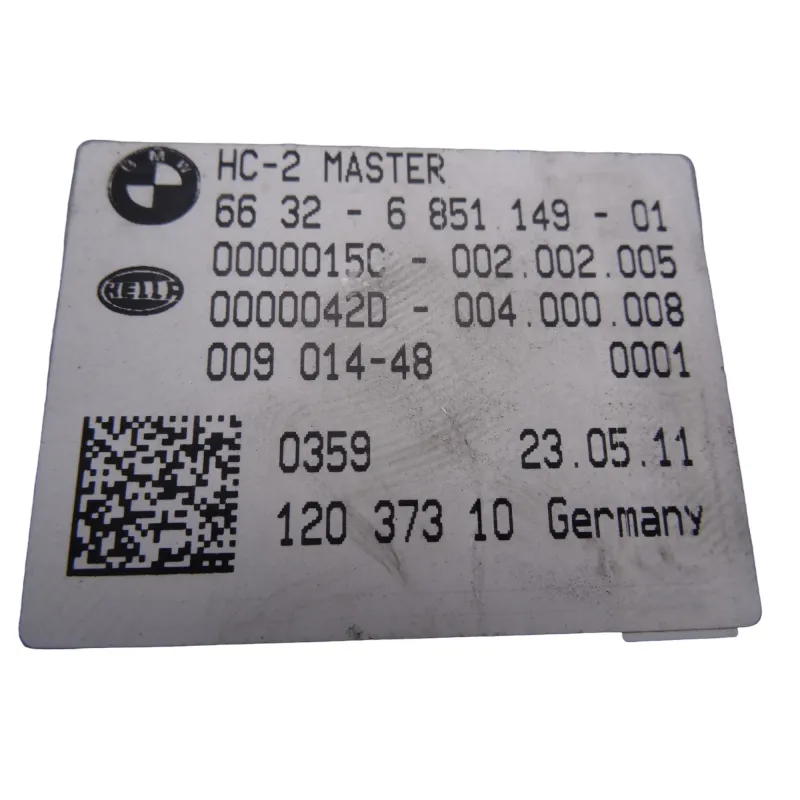 BMW
HC-2 MASTER
66 32 - 6 851 149 - 01
0000015C - 002.002.005
HELLA
0000042D - 004.000.008
009 014-48 0001
0359 23.05.11
120 373 10 Germany